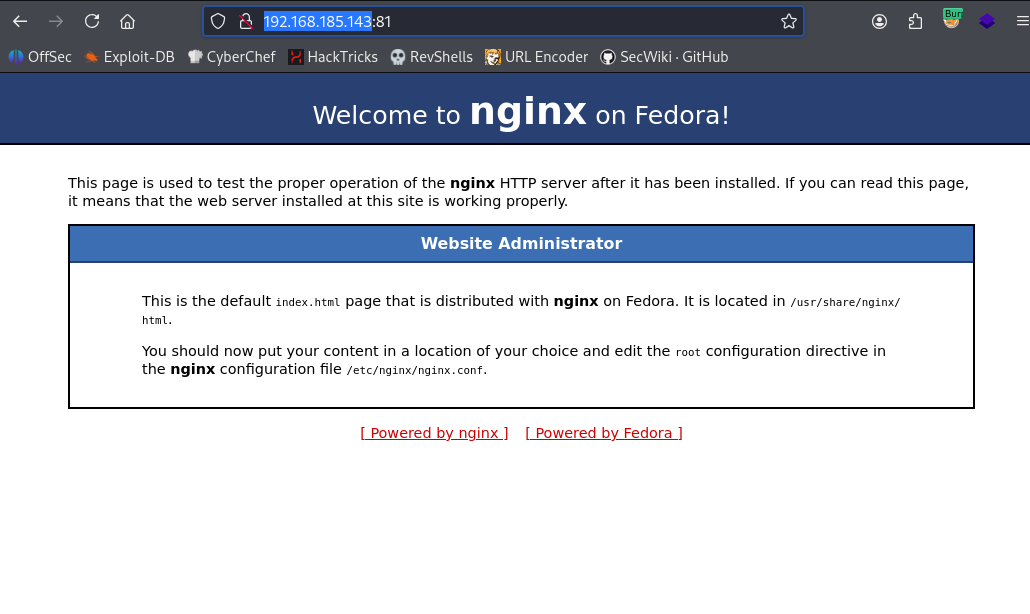 192.168.185.143:81
Burp
OffSec Exploit-DB CyberChef HackTricks RevShells URL Encoder SecWiki · GitHub
Welcome to nginx on Fedora!
This page is used to test the proper operation of the nginx HTTP server after it has been installed. If you can read this page,
it means that the web server installed at this site is working properly.
Website Administrator
This is the default index.html page that is distributed with nginx on Fedora. It is located in /usr/share/nginx/
html.
You should now put your content in a location of your choice and edit the root configuration directive in
the nginx configuration file /etc/nginx/nginx.conf.
[ Powered by nginx ] [ Powered by Fedora ]